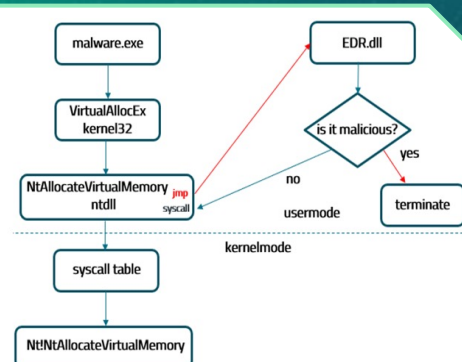 malware.exe
EDR.dll
VirtualAllocEx
kernel32
is it malicious?
yes
NtAllocateVirtualMemory
jmp
ntdll
syscall
no
terminate
usermode
kernelmode
syscall table
Nt!NtAllocateVirtualMemory